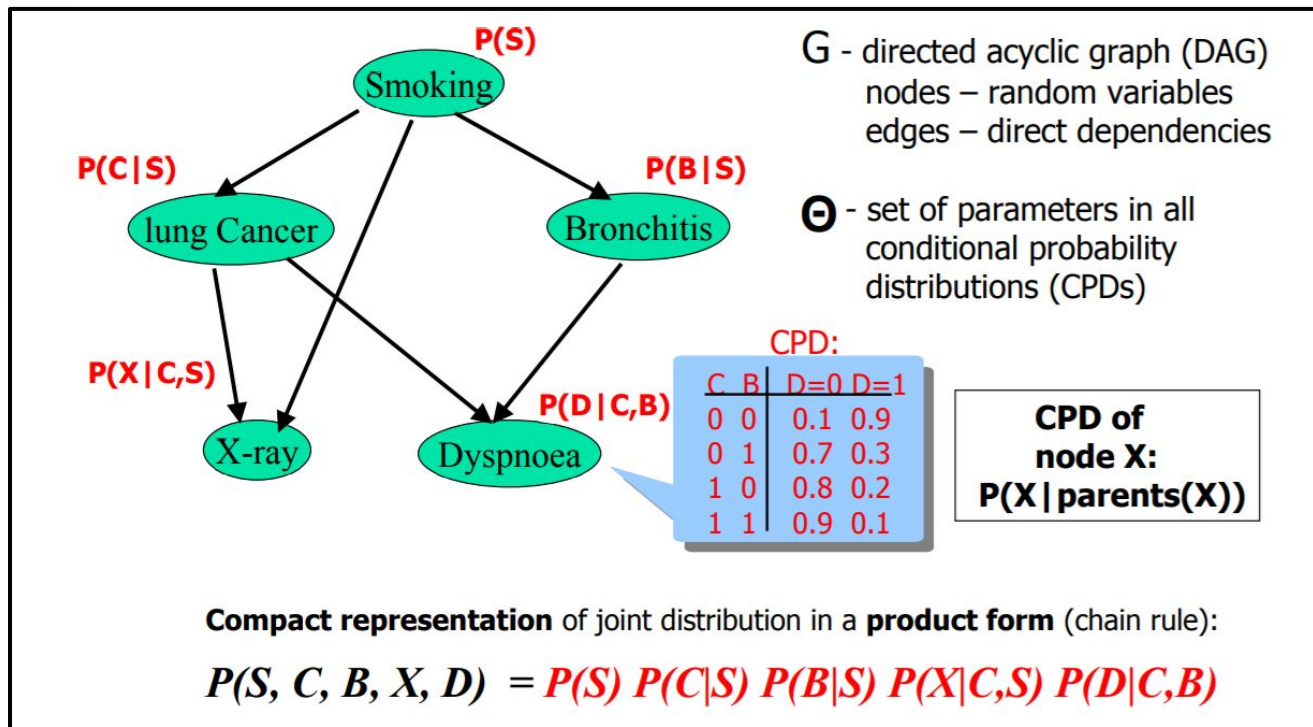 P(S)
Smoking
P(C|S)
P(B|S)
lung Cancer
Bronchitis
P(X|C,S)
P(D|C,B)
X-ray
Dyspnoea
G - directed acyclic graph (DAG)
nodes – random variables
edges – direct dependencies
Θ - set of parameters in all
conditional probability
distributions (CPDs)
CPD:
C B D=0 D=1
0 0 0.1 0.9
0 1 0.7 0.3
1 0 0.8 0.2
1 1 0.9 0.1
CPD of
node X:
P(X|parents(X))
Compact representation of joint distribution in a product form (chain rule):
P(S, C, B, X, D) = P(S) P(C|S) P(B|S) P(X|C,S) P(D|C,B)